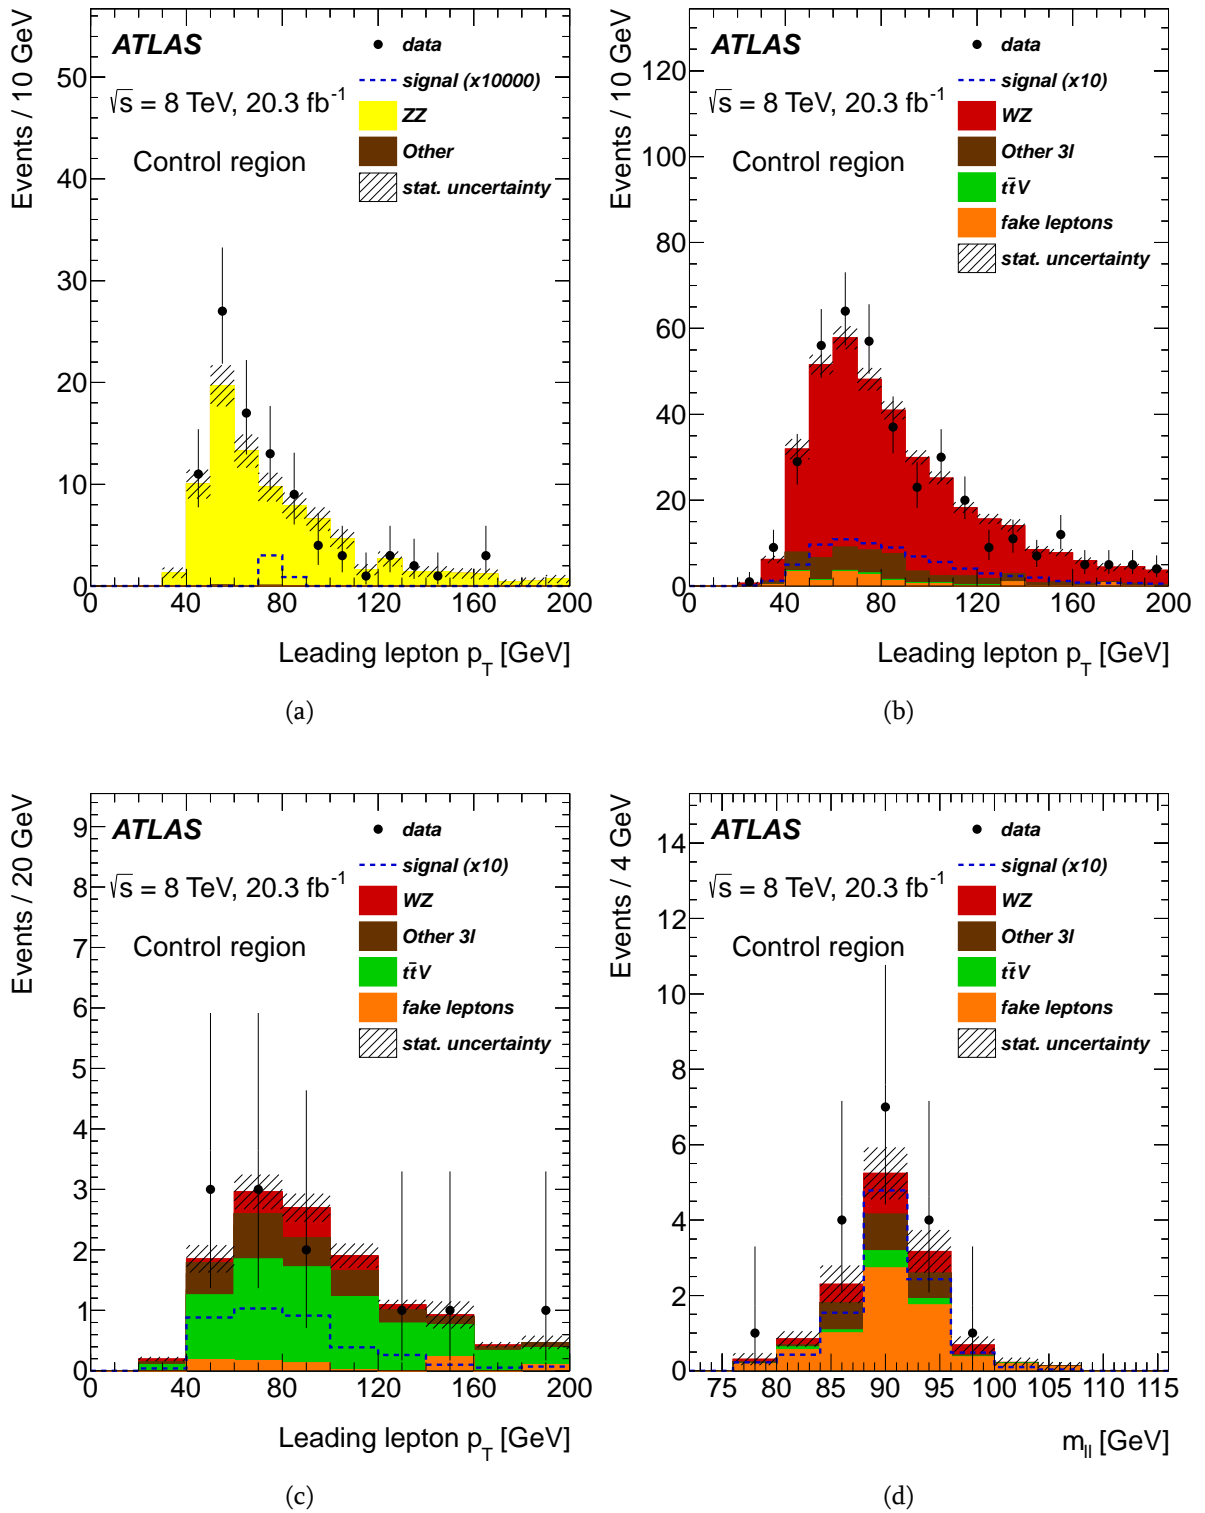 Events / 10 GeV
50
40
30
20
10
0
ATLAS
√s = 8 TeV, 20.3 fb-1
Control region
data
signal (x10000)
ZZ
Other
stat. uncertainty
0 40 80 120 160 200
Leading lepton pT [GeV]
(a)
Events / 10 GeV
120
100
80
60
40
20
0
ATLAS
√s = 8 TeV, 20.3 fb-1
Control region
data
signal (x10)
WZ
Other 3l
tt̄V
fake leptons
stat. uncertainty
0 40 80 120 160 200
Leading lepton pT [GeV]
(b)
Events / 20 GeV
9
8
7
6
5
4
3
2
1
0
ATLAS
√s = 8 TeV, 20.3 fb-1
Control region
data
signal (x10)
WZ
Other 3l
tt̄V
fake leptons
stat. uncertainty
0 40 80 120 160 200
Leading lepton pT [GeV]
(c)
Events / 4 GeV
14
12
10
8
6
4
2
0
ATLAS
√s = 8 TeV, 20.3 fb-1
Control region
data
signal (x10)
WZ
Other 3l
tt̄V
fake leptons
stat. uncertainty
75 80 85 90 95 100 105 110 115
mll [GeV]
(d)